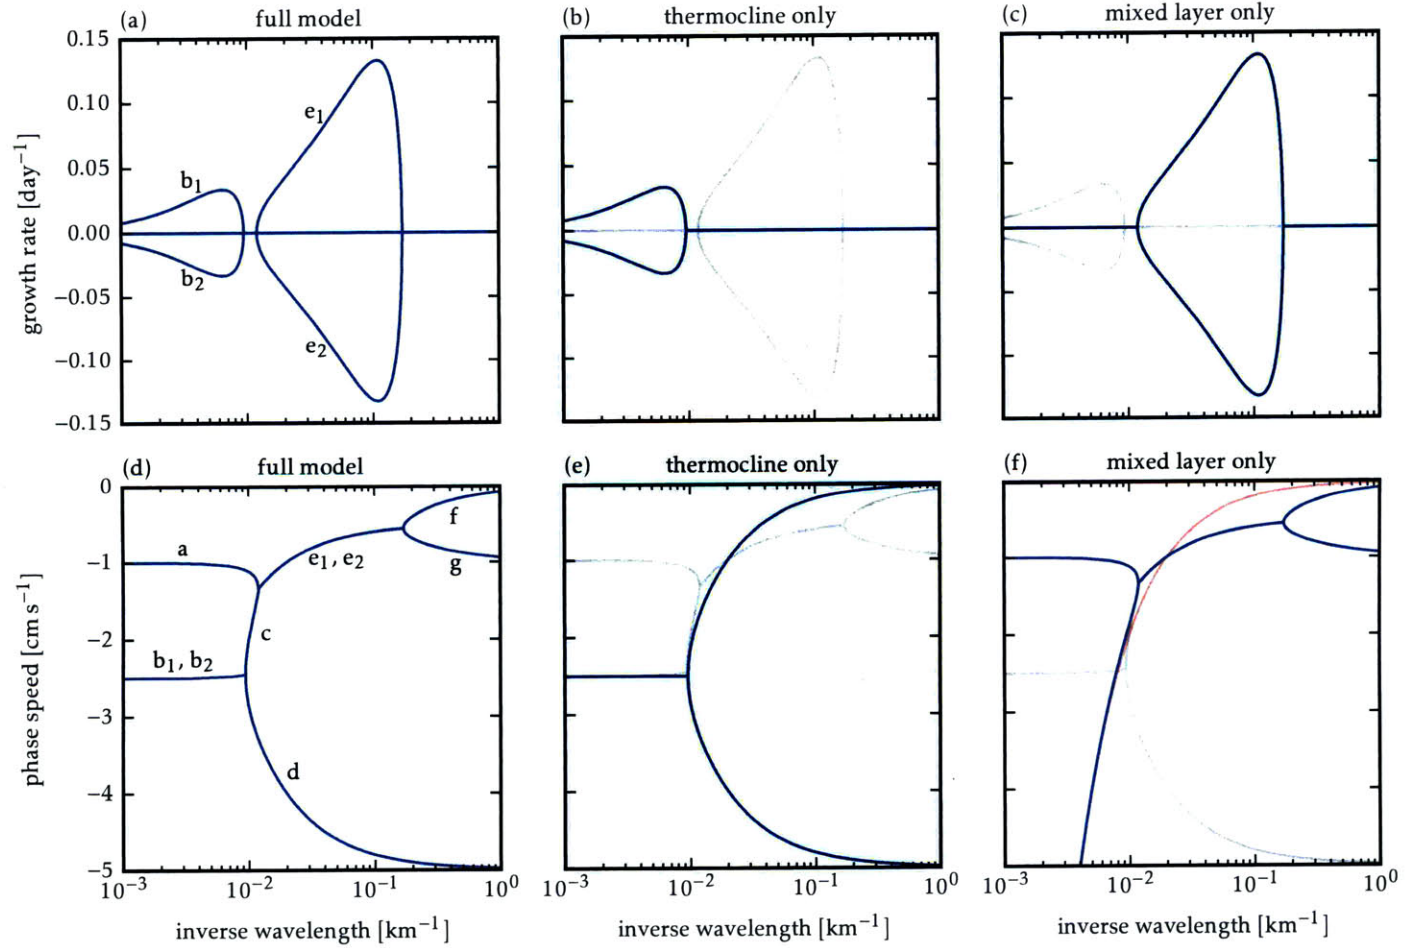 (a) full model
(b) thermocline only
(c) mixed layer only
0.15
0.10
0.05
0.00
−0.05
−0.10
−0.15
growth rate [day⁻¹]
b₁
b₂
e₁
e₂
(d) full model
(e) thermocline only
(f) mixed layer only
0
−1
−2
−3
−4
−5
phase speed [cm s⁻¹]
a
b₁, b₂
c
d
e₁, e₂
f
g
10⁻³ 10⁻² 10⁻¹ 10⁰
10⁻³ 10⁻² 10⁻¹ 10⁰
10⁻³ 10⁻² 10⁻¹ 10⁰
inverse wavelength [km⁻¹]
inverse wavelength [km⁻¹]
inverse wavelength [km⁻¹]